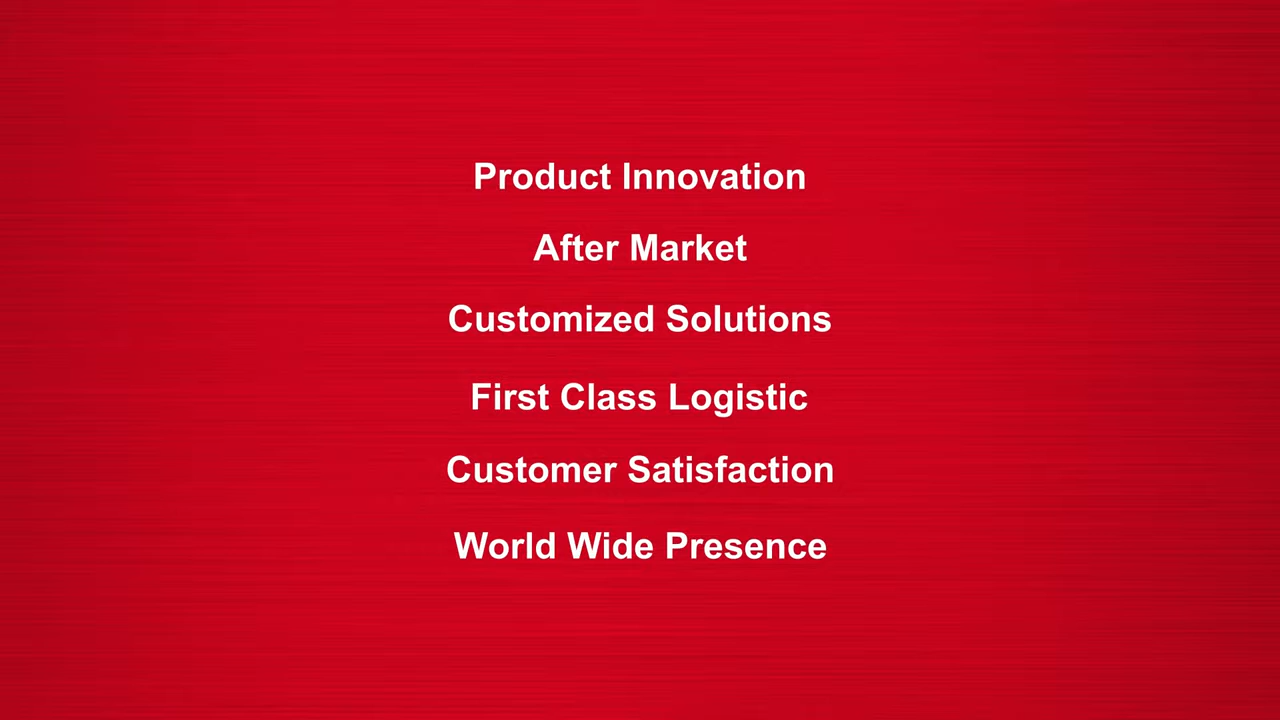 Product Innovation
After Market
Customized Solutions
First Class Logistic
Customer Satisfaction
World Wide Presence